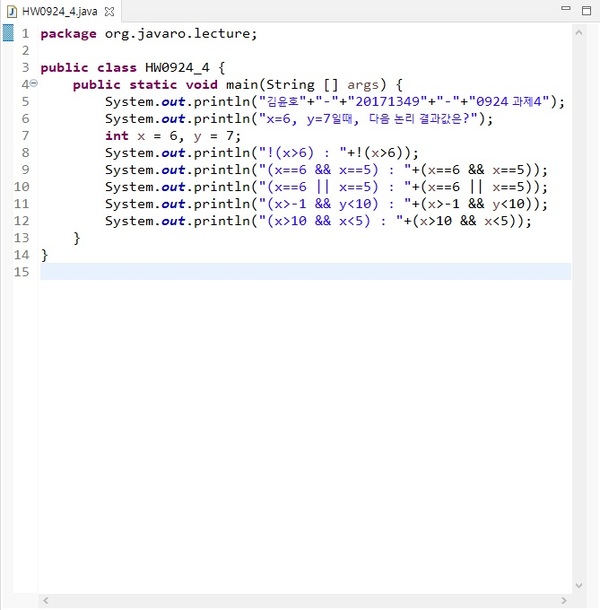 HW0924_4.java
1 package org.javaro.lecture;
2
3 public class HW0924_4 {
4 public static void main(String [] args) {
5 System.out.println("김윤호"+"-"+"20171349"+"-"+"0924 과제4");
6 System.out.println("x=6, y=7일때, 다음 논리 결과값은?");
7 int x = 6, y = 7;
8 System.out.println("!(x>6) : "+!(x>6));
9 System.out.println("(x==6 && x==5) : "+(x==6 && x==5));
10 System.out.println("(x==6 || x==5) : "+(x==6 || x==5));
11 System.out.println("(x>-1 && y<10) : "+(x>-1 && y<10));
12 System.out.println("(x>10 && x<5) : "+(x>10 && x<5));
13 }
14 }
15